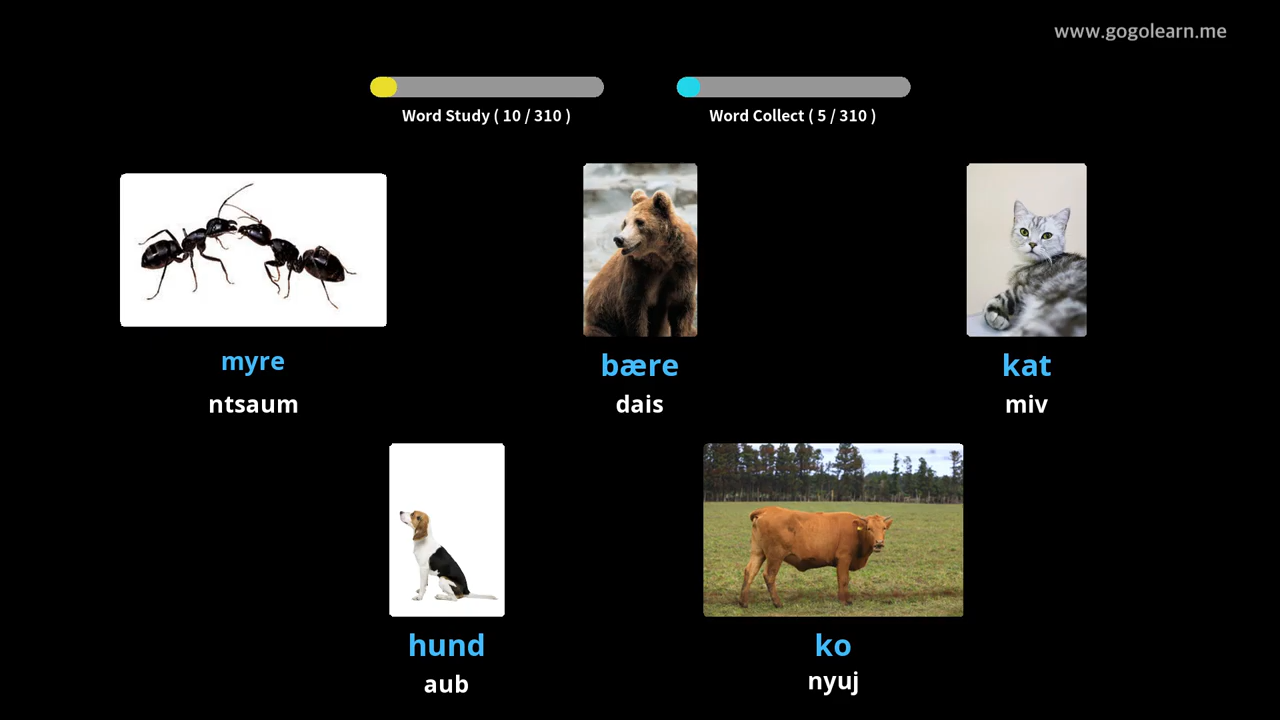 www.gogolearn.me
Word Study ( 10 / 310 )
Word Collect ( 5 / 310 )
myre
ntsaum
bære
dais
kat
miv
hund
aub
ko
nyuj